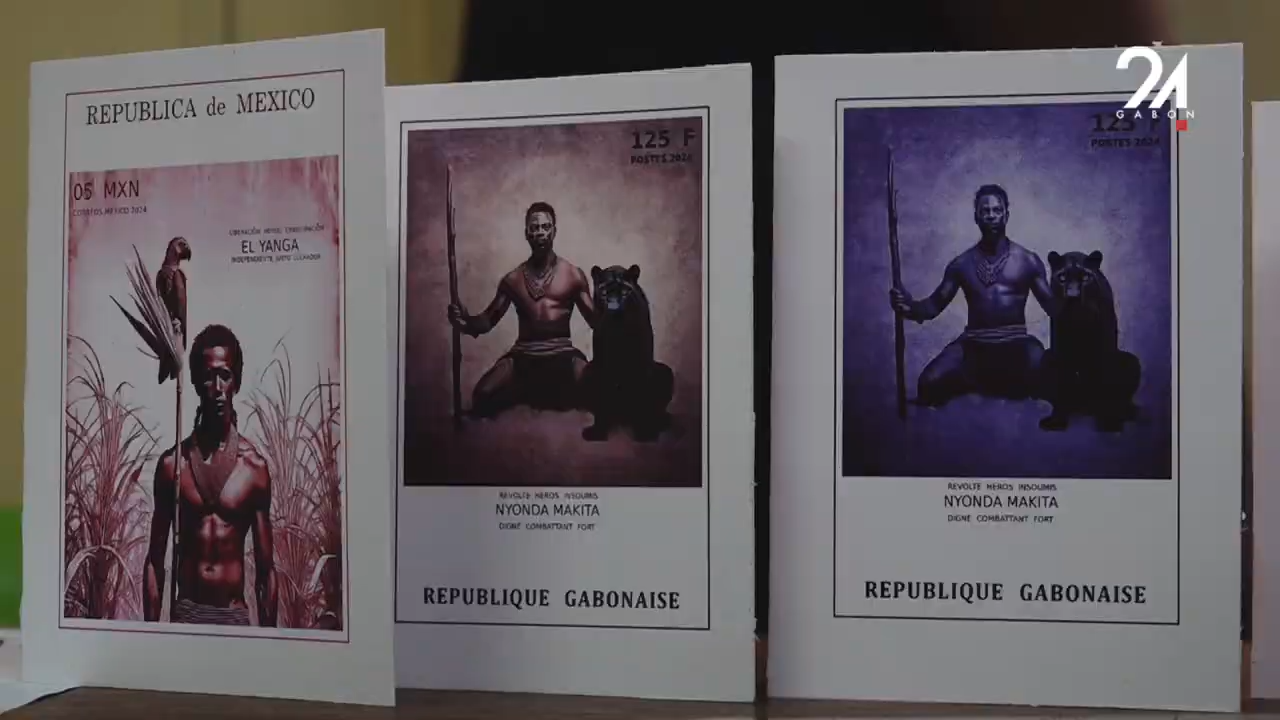 REPUBLICA de MEXICO
05 MXN
CORREOS MEXICO 2024
EL YANGA
125 F
POSTES 2024
REVOLTE HEROS INSOUMIS
NYONDA MAKITA
DIGNE COMBATTANT FORT
REPUBLIQUE GABONAISE
24
GABON
125 F
POSTES 2024
REVOLTE HEROS INSOUMIS
NYONDA MAKITA
DIGNE COMBATTANT FORT
REPUBLIQUE GABONAISE